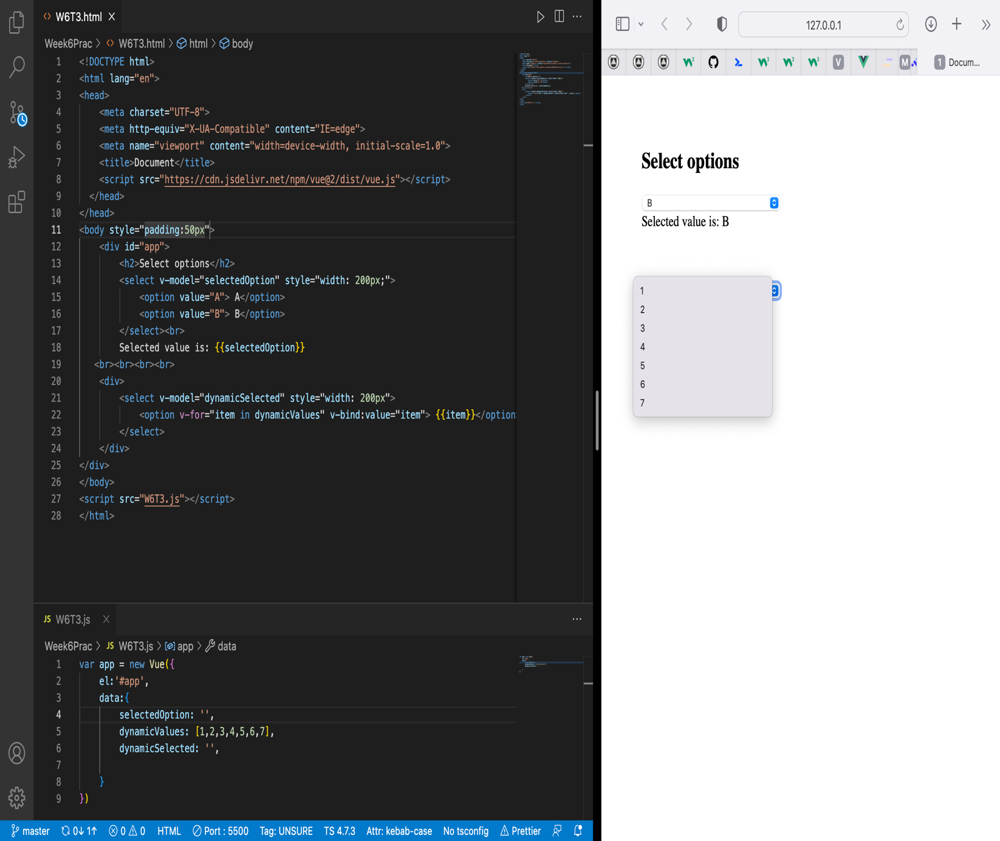 W6T3.html
Week6Prac > W6T3.html > html > body
1 <!DOCTYPE html>
2 <html lang="en">
3 <head>
4 <meta charset="UTF-8">
5 <meta http-equiv="X-UA-Compatible" content="IE=edge">
6 <meta name="viewport" content="width=device-width, initial-scale=1.0">
7 <title>Document</title>
8 <script src="https://cdn.jsdelivr.net/npm/vue@2/dist/vue.js"></script>
9 </head>
10 </head>
11 <body style="padding:50px">
12 <div id="app">
13 <h2>Select options</h2>
14 <select v-model="selectedOption" style="width: 200px;">
15 <option value="A"> A</option>
16 <option value="B"> B</option>
17 </select><br>
18 Selected value is: {{selectedOption}}
19 <br><br><br><br>
20 <div>
21 <select v-model="dynamicSelected" style="width: 200px">
22 <option v-for="item in dynamicValues" v-bind:value="item"> {{item}}</option
23 </select>
24 </div>
25 </div>
26 </body>
27 <script src="W6T3.js"></script>
28 </html>
JS W6T3.js
Week6Prac > JS W6T3.js > app > data
1 var app = new Vue({
2 el:'#app',
3 data:{
4 selectedOption: '',
5 dynamicValues: [1,2,3,4,5,6,7],
6 dynamicSelected: '',
7
8 }
9 })
master 0↓ 1↑ 0 0 HTML Port : 5500 Tag: UNSURE TS 4.7.3 Attr: kebab-case No tsconfig Prettier
127.0.0.1
W3 W3 W3 W3 V M 1 Docum...
Select options
B
Selected value is: B
1
2
3
4
5
6
7